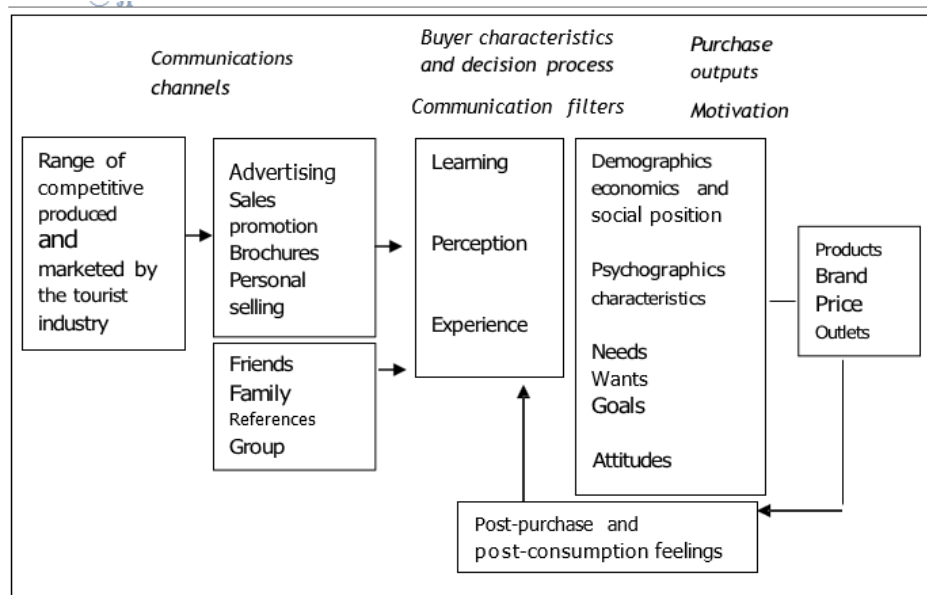 Communications
channels
Buyer characteristics
and decision process
Communication filters
Purchase
outputs
Motivation
Range of
competitive
produced
and
marketed by
the tourist
industry
Advertising
Sales
promotion
Brochures
Personal
selling
Friends
Family
References
Group
Learning
Perception
Experience
Demographics
economics and
social position
Psychographics
characteristics
Needs
Wants
Goals
Attitudes
Products
Brand
Price
Outlets
Post-purchase and
post-consumption feelings